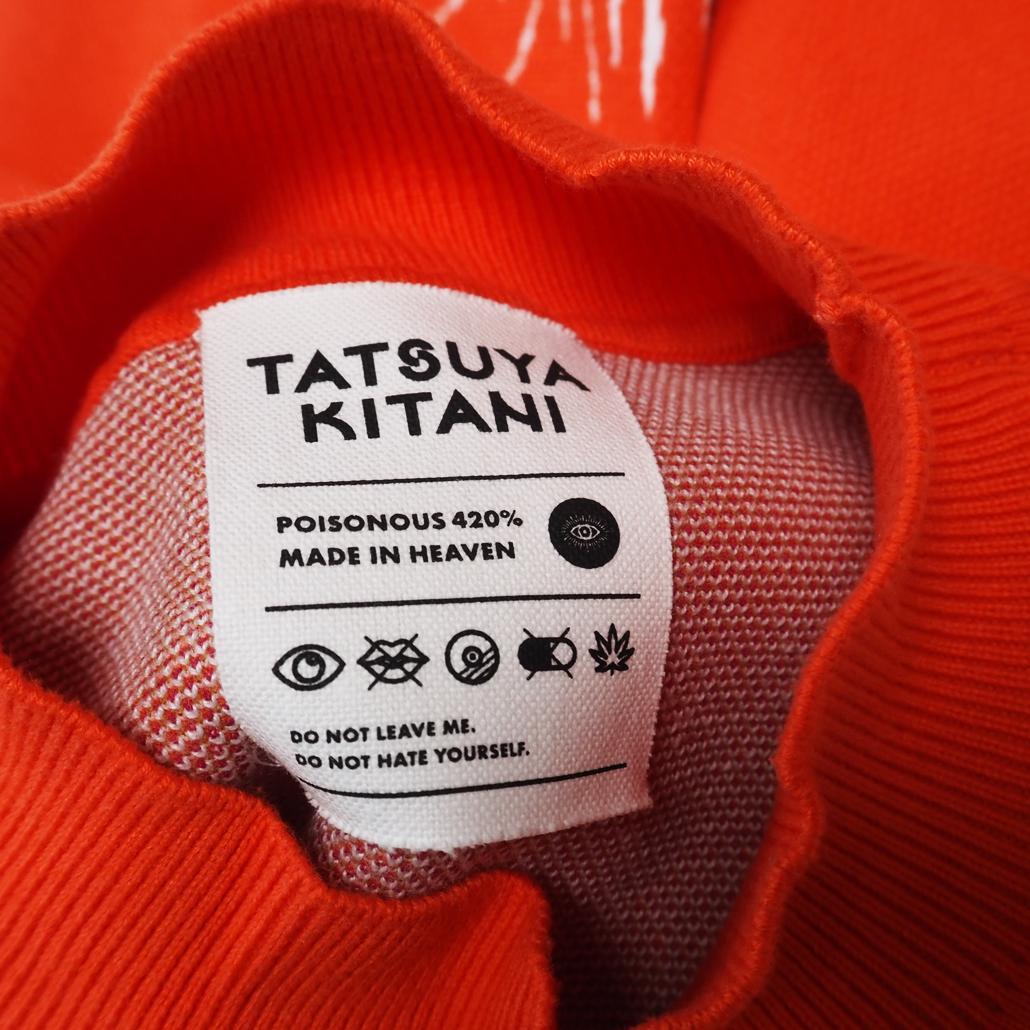 TATSUYA
KITANI
POISONOUS 420%
MADE IN HEAVEN
DO NOT LEAVE ME.
DO NOT HATE YOURSELF.